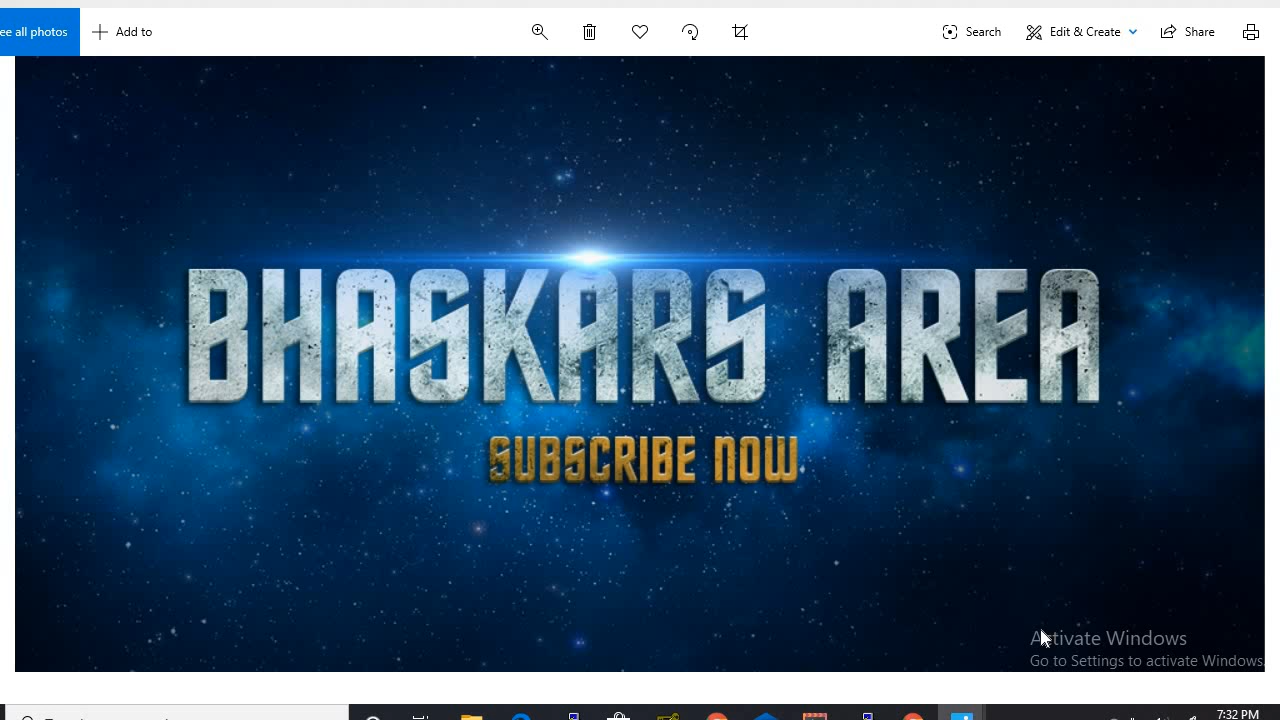 ee all photos
Add to
Search
Edit & Create
Share
BHASKARS AREA
SUBSCRIBE NOW
Activate Windows
Go to Settings to activate Windows.
7:32 PM